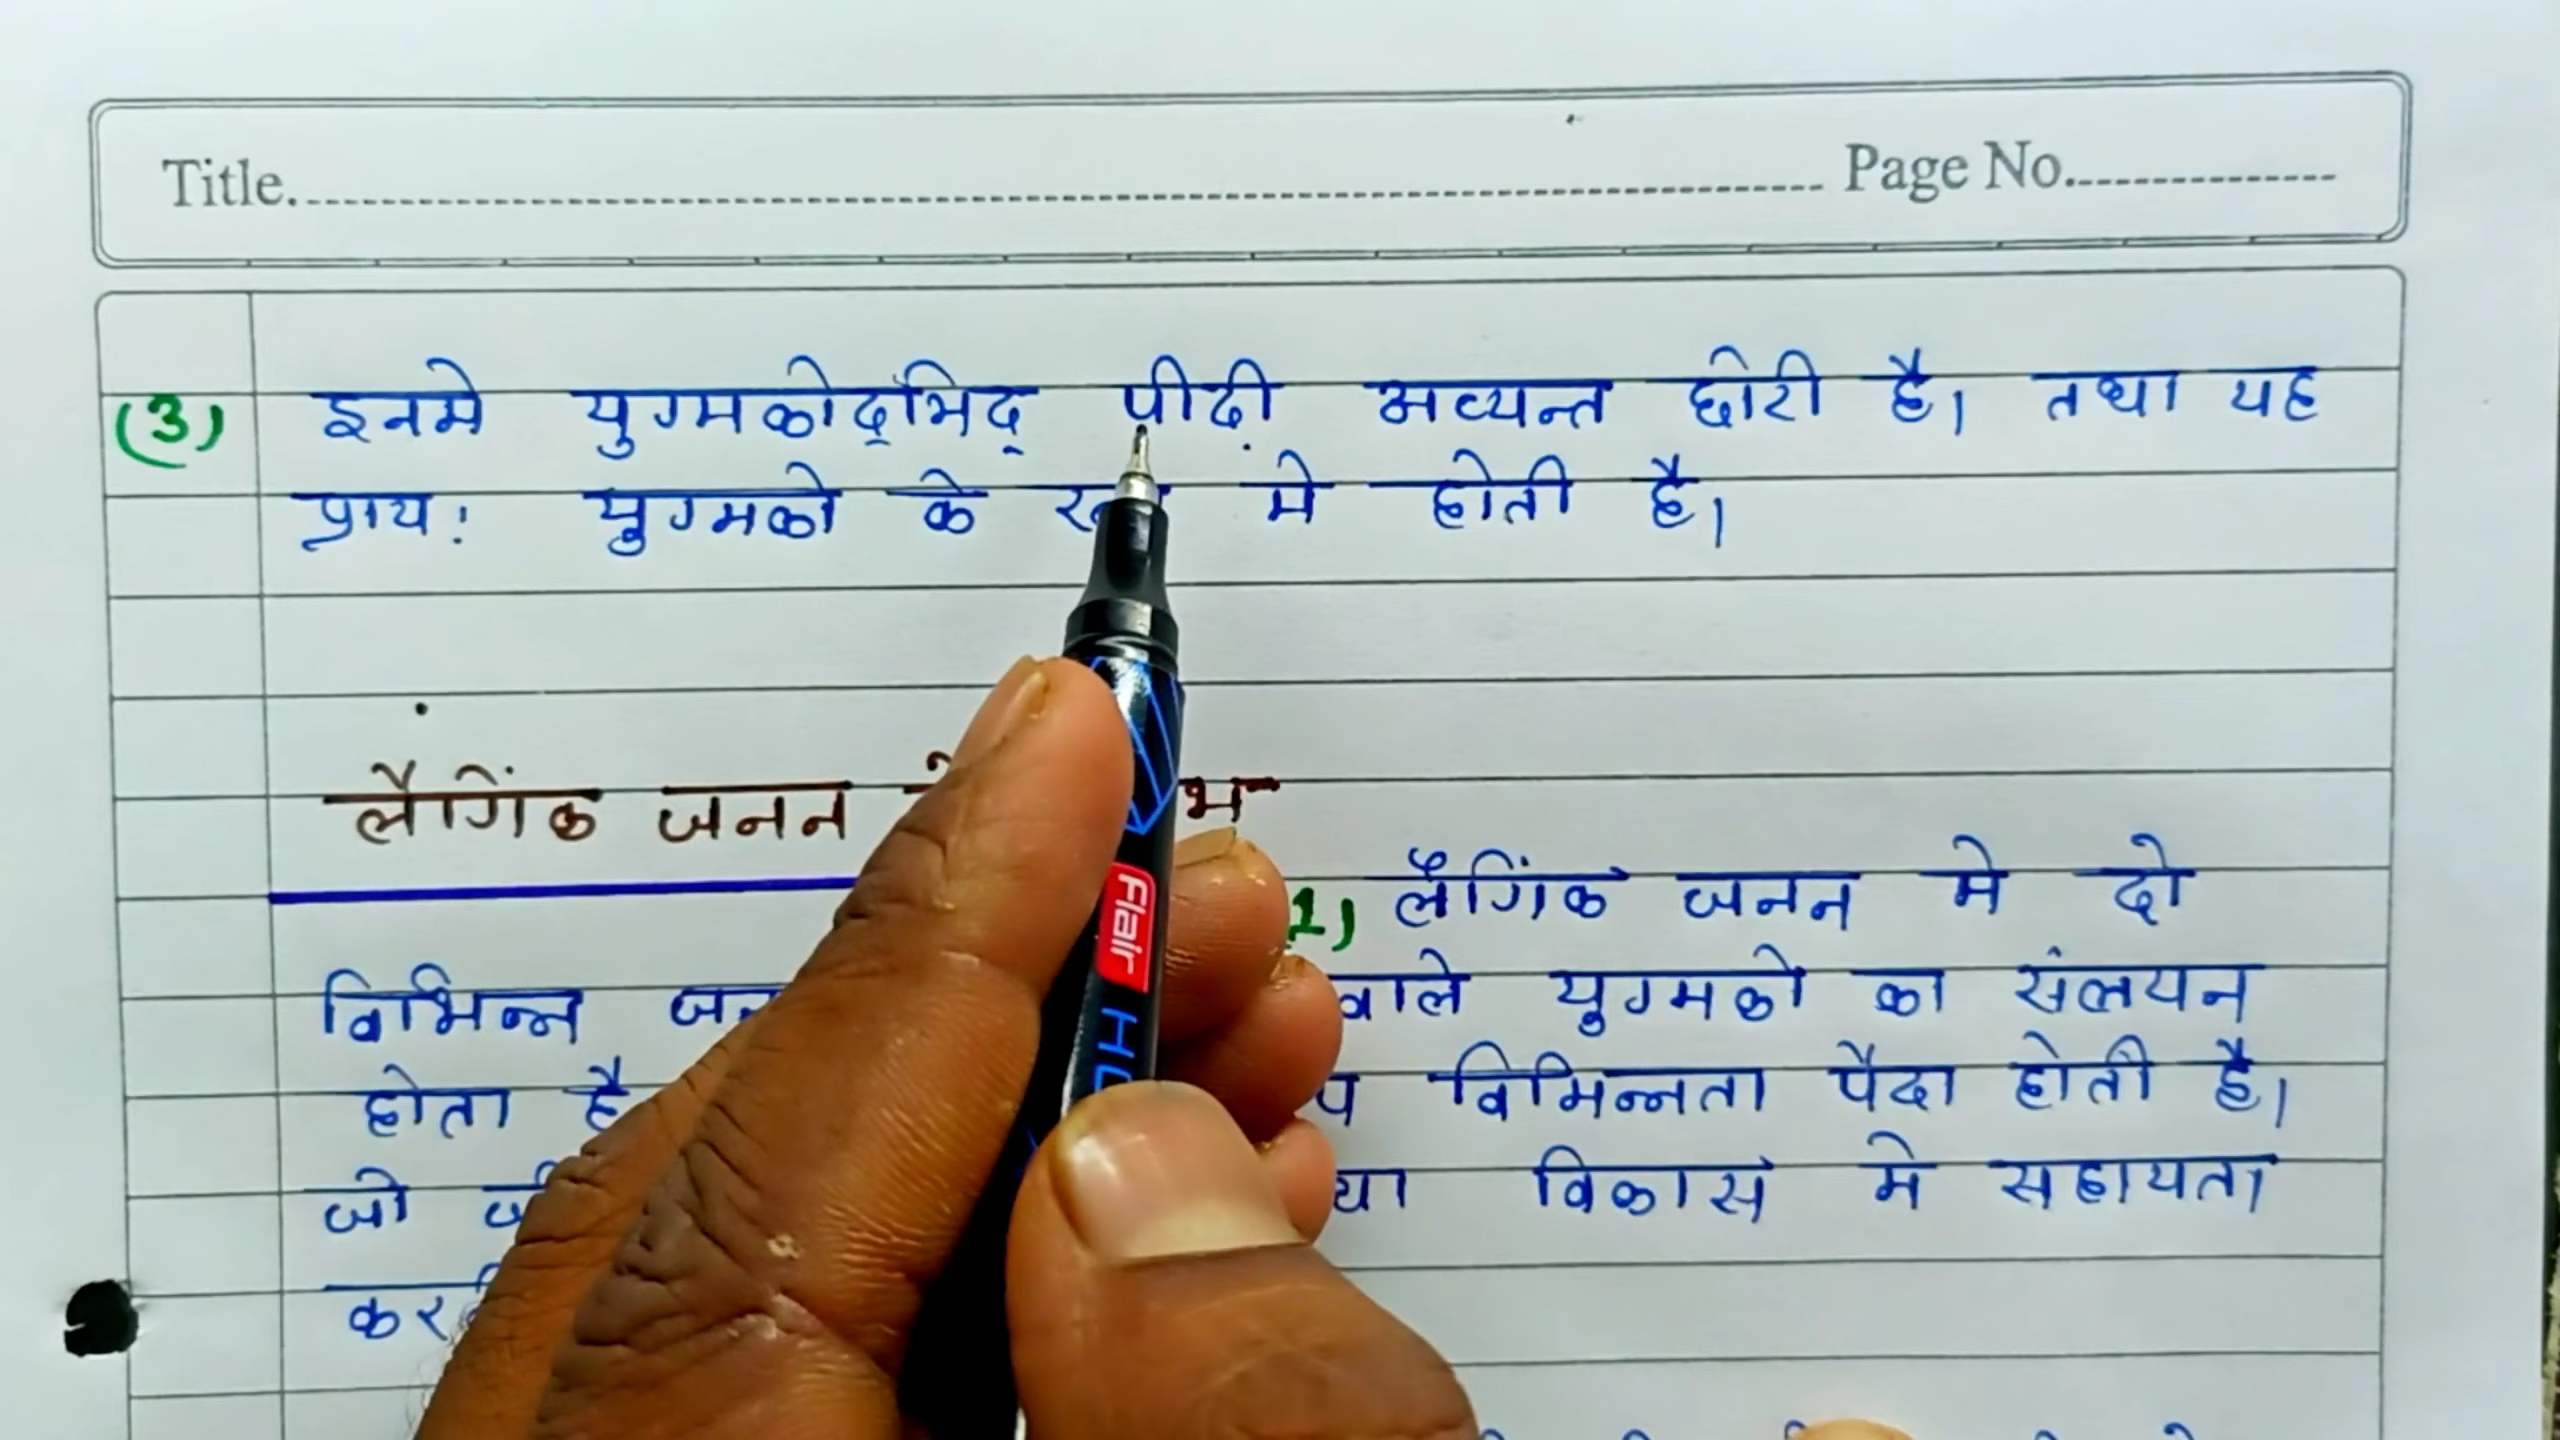 Title. Page No.
(3) इनमे युग्मकोद्भिद् पीढ़ी अत्यन्त छोटी है। तथा यह
प्राय: युग्मको के में होती है।
लैगिंक जनन
1) लैगिंक जनन मे दो
विभिन्न वाले युग्मको का संलयन
होता है विभिन्नता पैदा होती है।
जो विकास मे सहायता
Flair